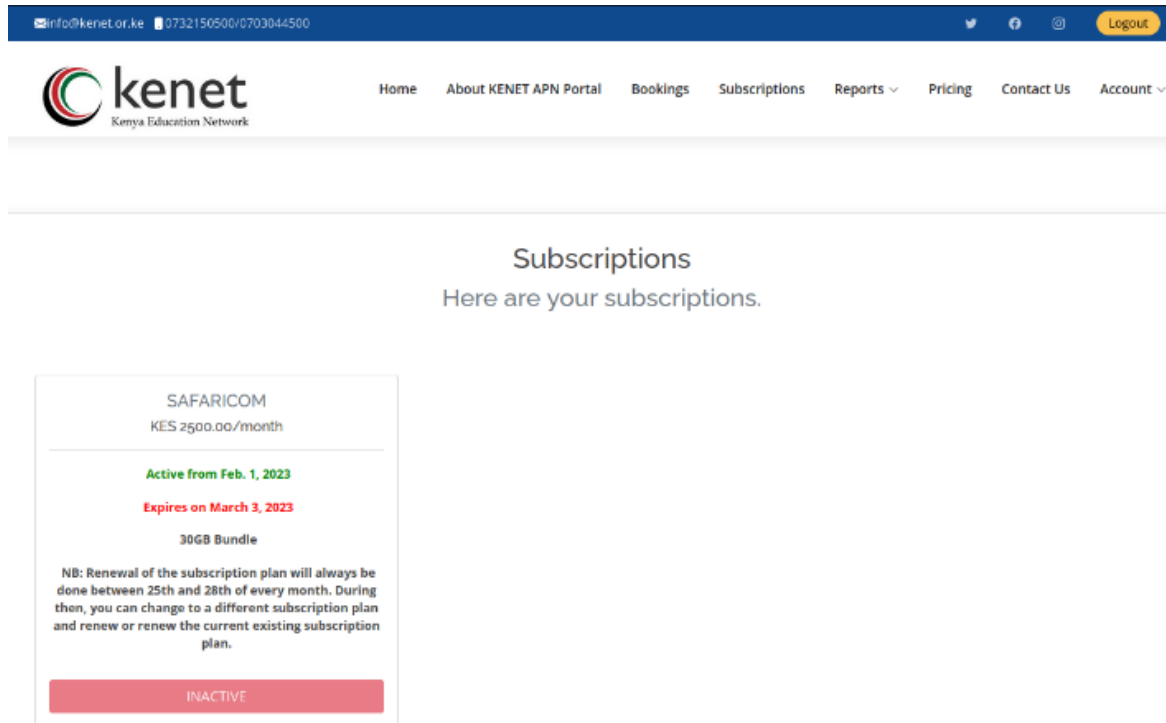 info@kenet.or.ke 0732150500/0703044500
Logout
kenet
Kenya Education Network
Home About KENET APN Portal Bookings Subscriptions Reports Pricing Contact Us Account
Subscriptions
Here are your subscriptions.
SAFARICOM
KES 2500.00/month
Active from Feb. 1, 2023
Expires on March 3, 2023
30GB Bundle
NB: Renewal of the subscription plan will always be
done between 25th and 28th of every month. During
then, you can change to a different subscription plan
and renew or renew the current existing subscription
plan.
INACTIVE